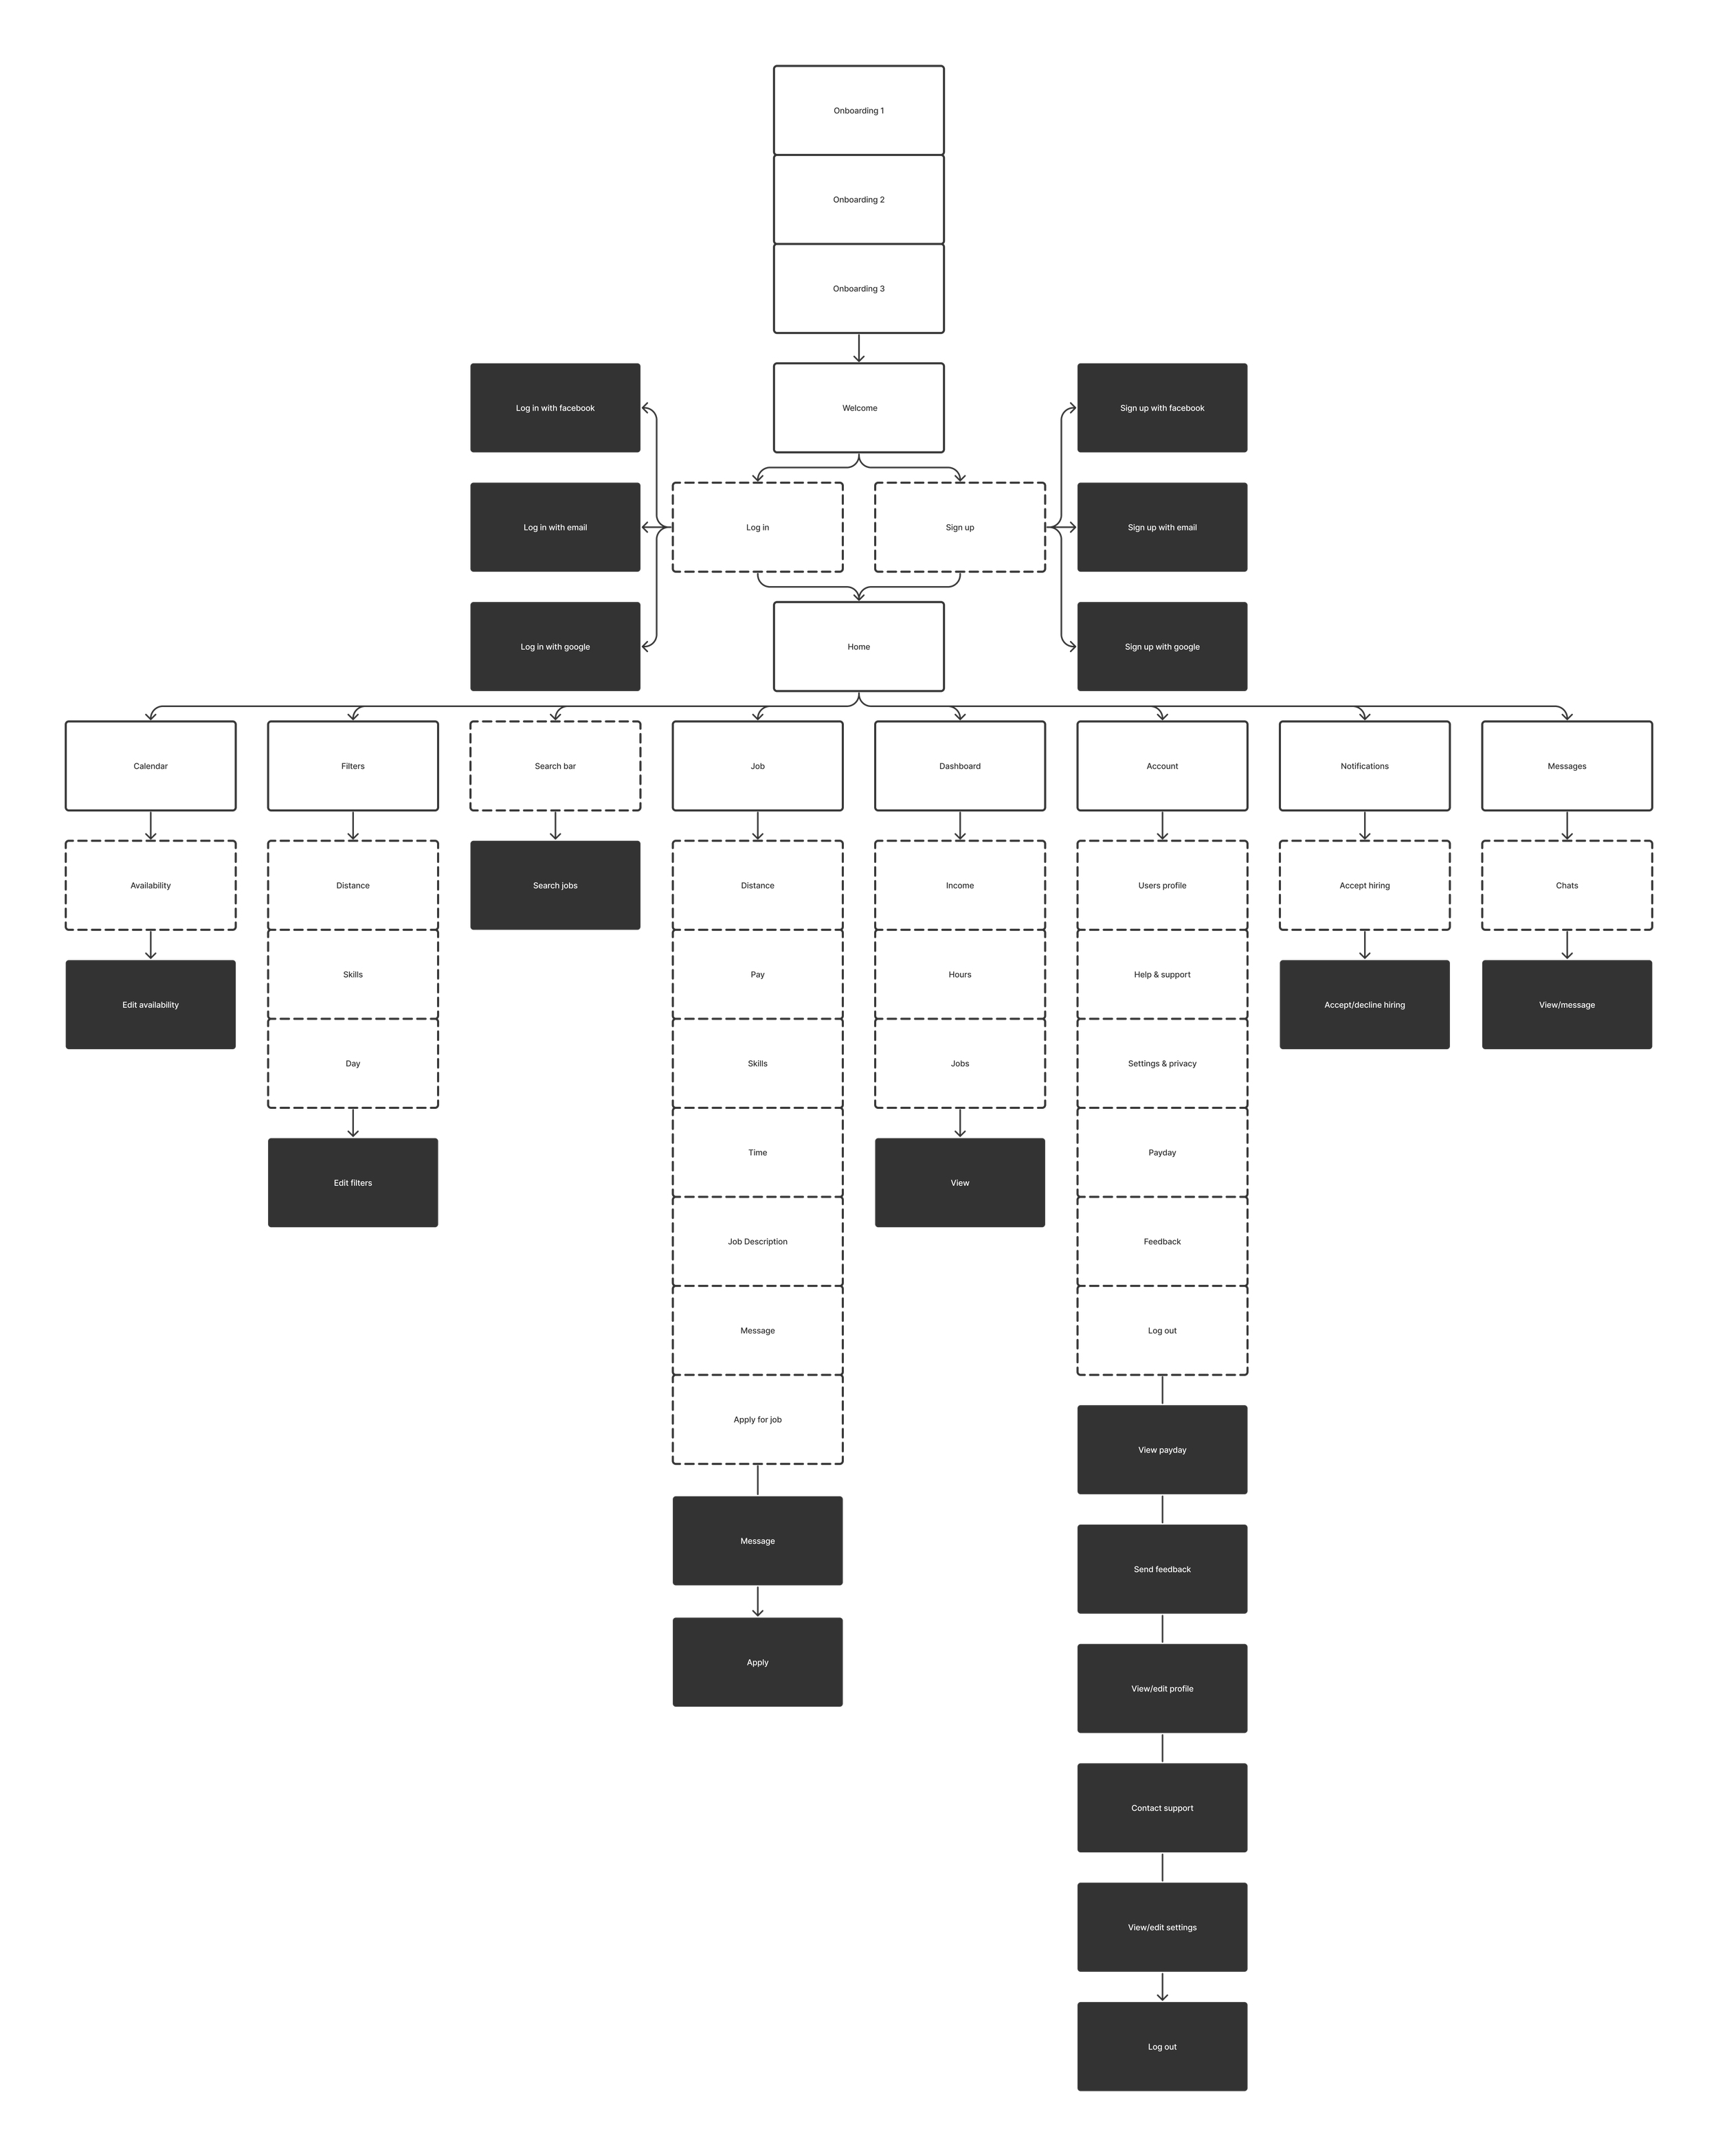 Onboarding 1
Onboarding 2
Onboarding 3
Log in with facebook
Welcome
Sign up with facebook
Log in with email
Log in
Sign up
Sign up with email
Log in with google
Home
Sign up with google
Calendar
Filters
Search bar
Job
Dashboard
Account
Notifications
Messages
Availability
Distance
Search jobs
Distance
Income
Users profile
Accept hiring
Chats
Skills
Pay
Hours
Help & support
Edit availability
Accept/decline hiring
View/message
Day
Skills
Jobs
Settings & privacy
Time
Payday
Edit filters
View
Job Description
Feedback
Message
Log out
Apply for job
View payday
Message
Send feedback
Apply
View/edit profile
Contact support
View/edit settings
Log out